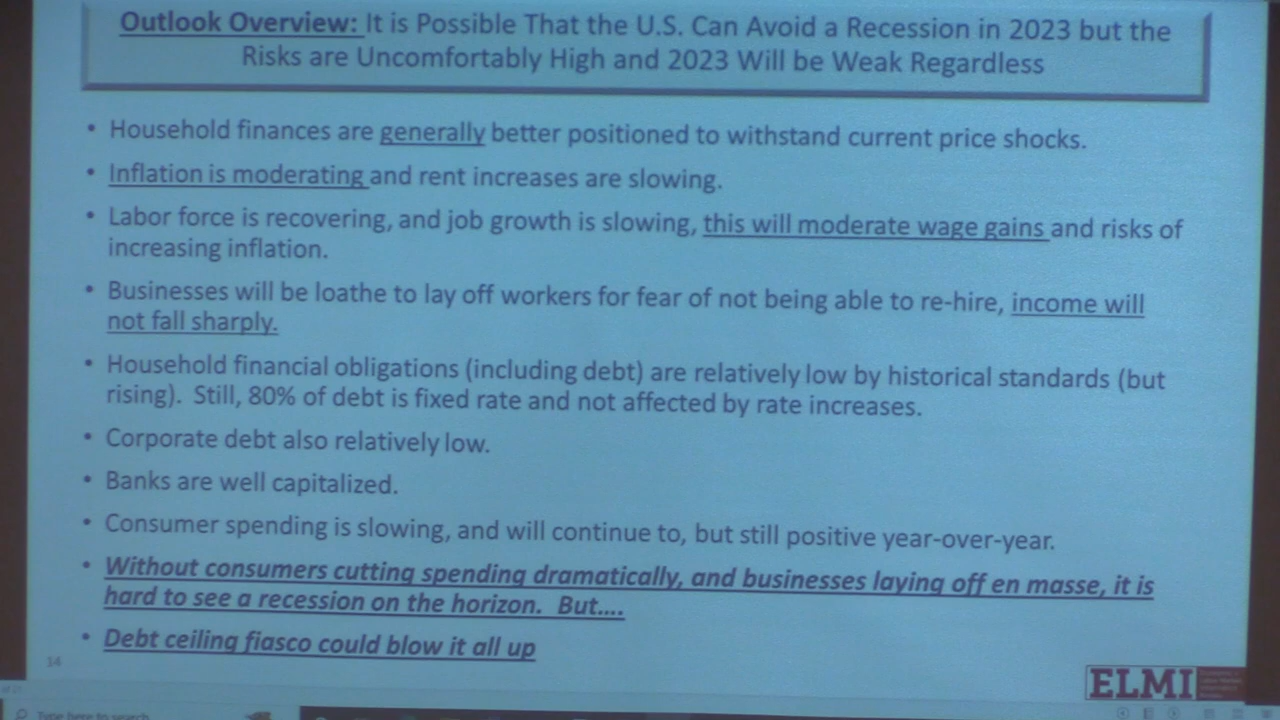 Outlook Overview: It is Possible That the U.S. Can Avoid a Recession in 2023 but the
Risks are Uncomfortably High and 2023 Will be Weak Regardless
• Household finances are generally better positioned to withstand current price shocks.
• Inflation is moderating and rent increases are slowing.
• Labor force is recovering, and job growth is slowing, this will moderate wage gains and risks of
increasing inflation.
• Businesses will be loathe to lay off workers for fear of not being able to re-hire, income will
not fall sharply.
• Household financial obligations (including debt) are relatively low by historical standards (but
rising). Still, 80% of debt is fixed rate and not affected by rate increases.
• Corporate debt also relatively low.
• Banks are well capitalized.
• Consumer spending is slowing, and will continue to, but still positive year-over-year.
• Without consumers cutting spending dramatically, and businesses laying off en masse, it is
hard to see a recession on the horizon. But....
• Debt ceiling fiasco could blow it all up
14
ELMI
Type here to search